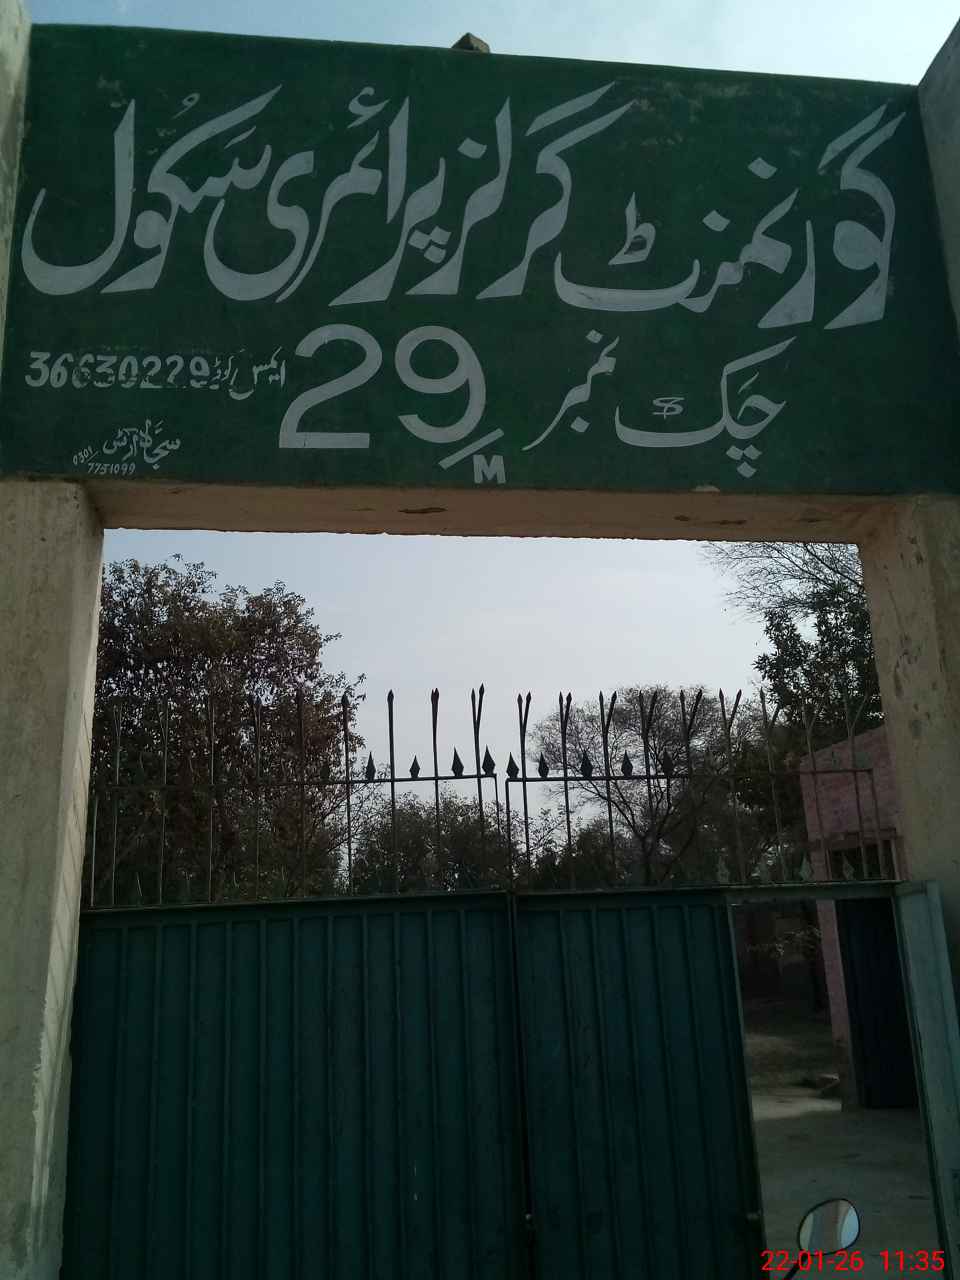 گورنمنٹ گرلز پرائمری سکول
چک نمبر 29/M
ایمس کوڈ 36630229
سجاد آرٹس
0301/7751099
22-01-26 11:35